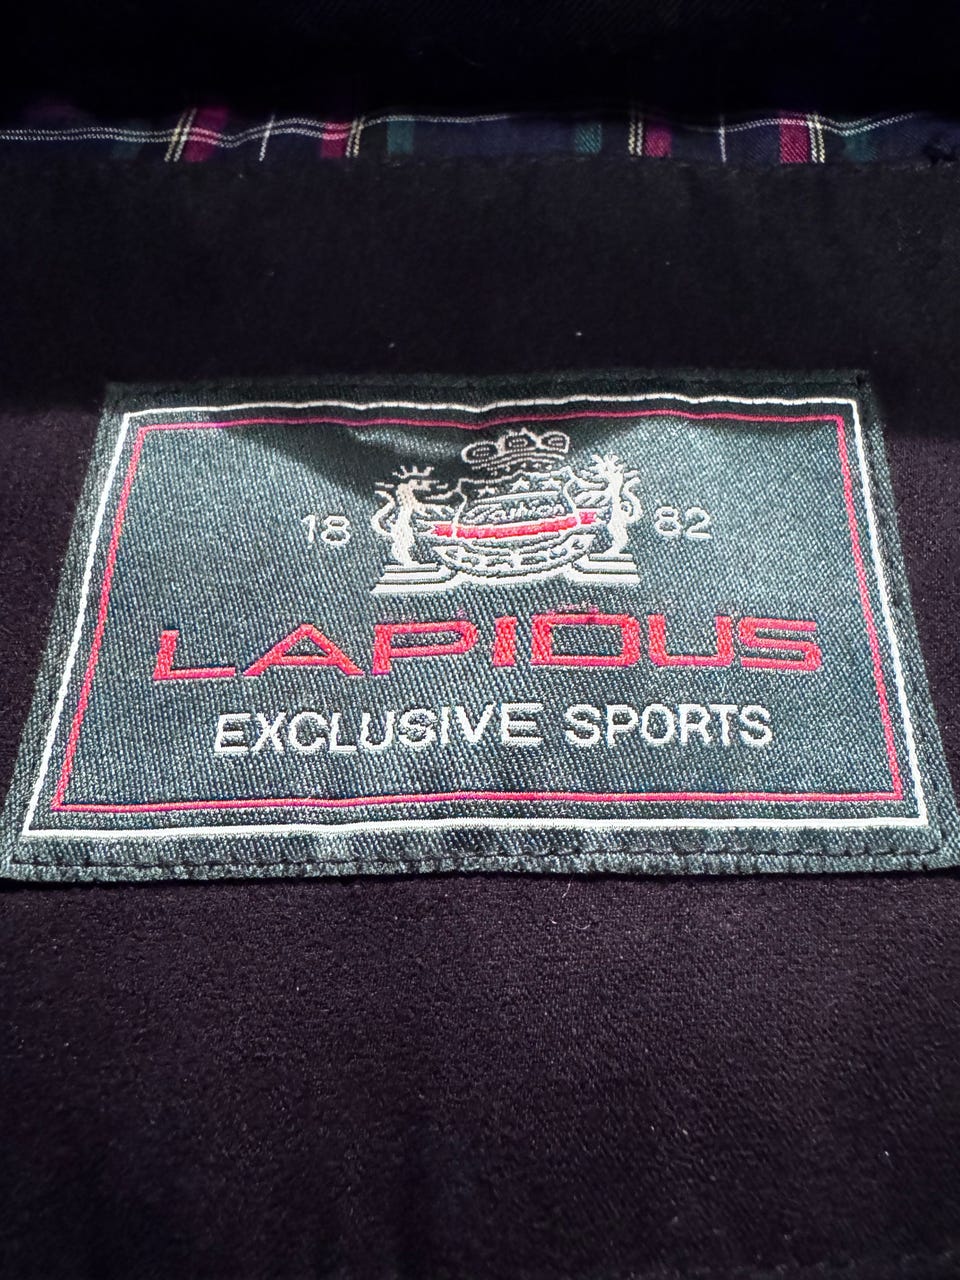 18 82
LAPIDUS
EXCLUSIVE SPORTS